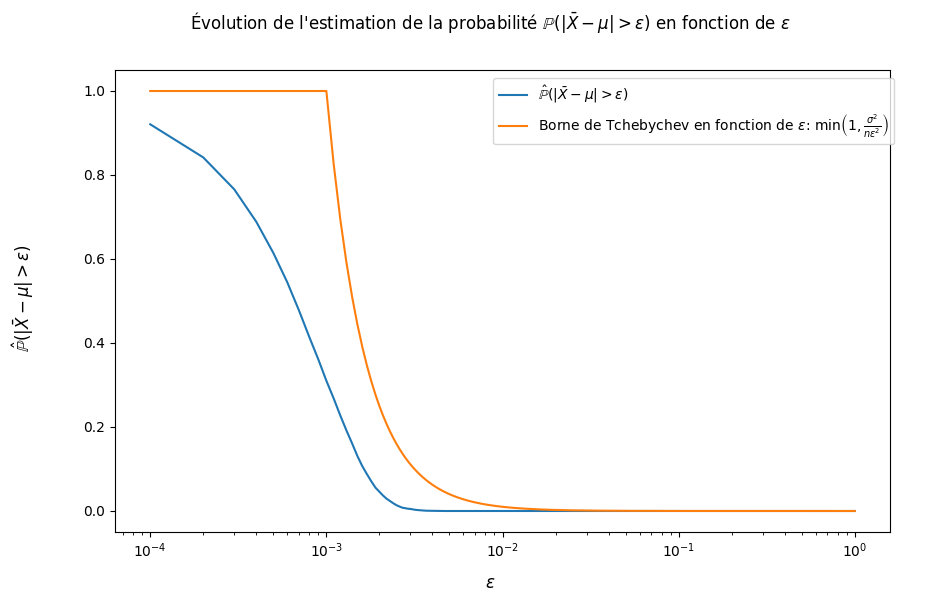 Évolution de l'estimation de la probabilité ℙ(|X̄ − μ| > ε) en fonction de ε
ℙ̂(|X̄ − μ| > ε)
Borne de Tchebychev en fonction de ε: min(1, σ²/nε²)
1.0
0.8
0.6
0.4
0.2
0.0
ℙ̂(|X̄ − μ| > ε)
10⁻⁴ 10⁻³ 10⁻² 10⁻¹ 10⁰
ε